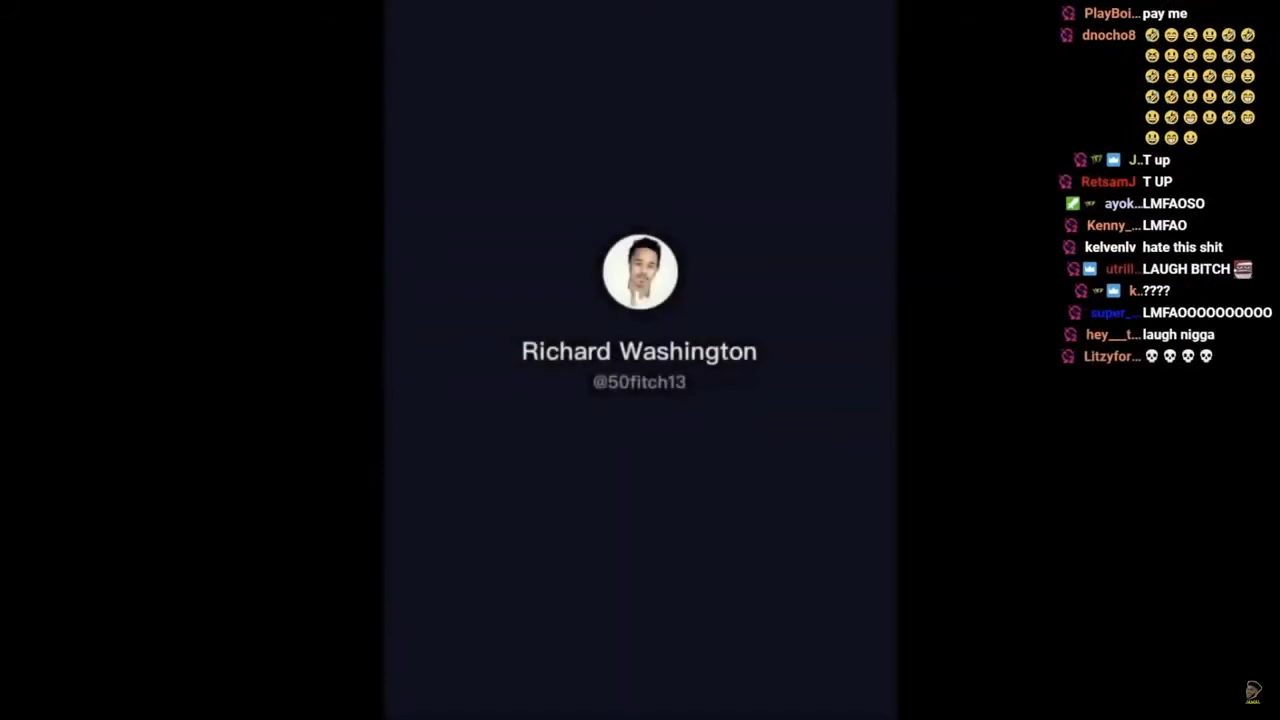 Richard Washington
@50fitch13
PlayBoi... pay me
dnocho8 🤣😄😆😃🤣🤣
😆😃😆😄🤣😆
🤣😆😃🤣😁😀
🤣🤣😃😃🤣😁
😃🤣😁😃🤣😁
😃😁😀
J.. T up
RetsamJ T UP
ayok... LMFAOSO
Kenny_... LMFAO
kelvenlv hate this shit
utrill... LAUGH BITCH
k.. ????
super_... LMFAOOOOOOOOOO
hey___t... laugh nigga
Litzyfor... 💀💀💀💀